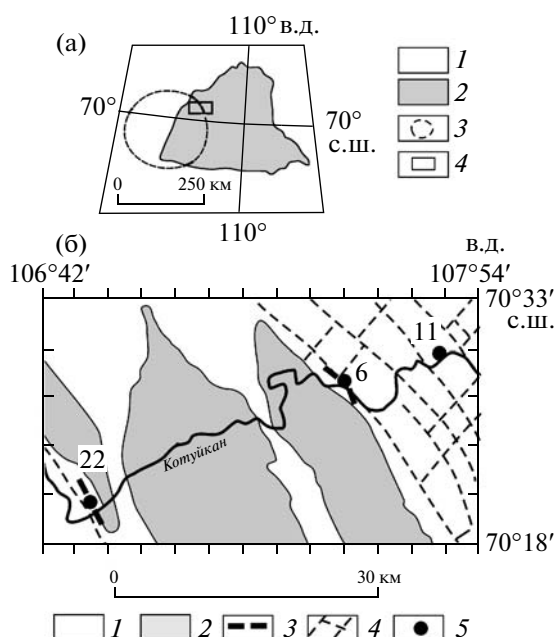 (а)
110° в.д.
70°
70°
с.ш.
0 250 км
110°
1
2
3
4
(б)
в.д.
106°42′ 107°54′
70°33′
с.ш.
11
6
Котуйкан
22
70°18′
0 30 км
1 2 3 4 5